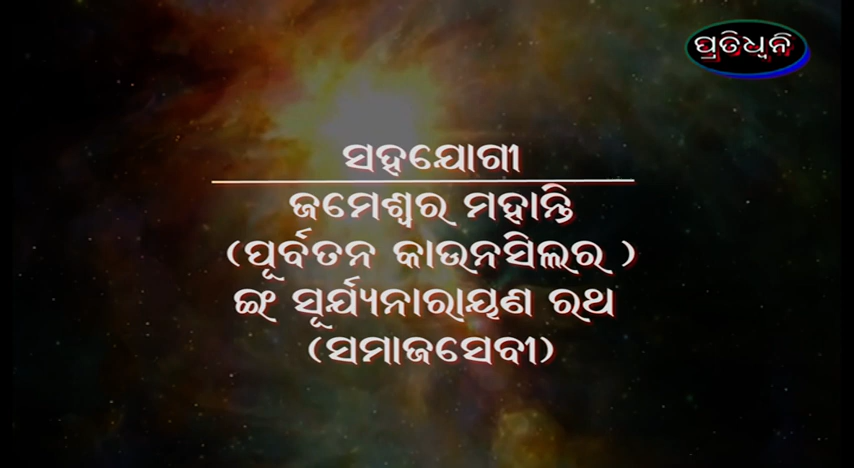 ପ୍ରତିଧ୍ୱନି
ସହଯୋଗୀ
ଜମେଶ୍ୱର ମହାନ୍ତି
(ପୂର୍ବତନ କାଉନସିଲର )
ଇଂ ସୂର୍ଯ୍ୟନାରାୟଣ ରଥ
(ସମାଜସେବୀ)